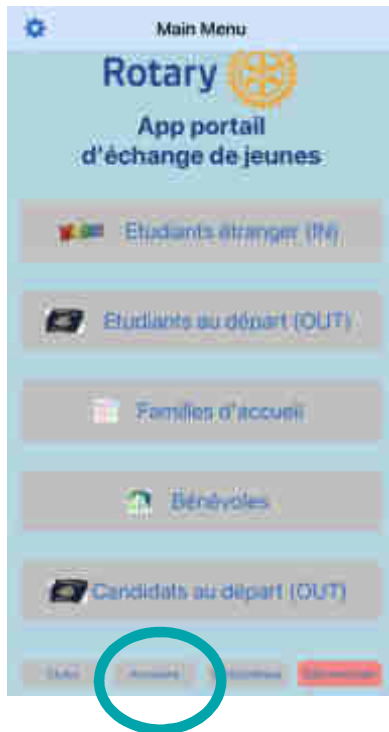 Main Menu
Rotary
App portail
d'échange de jeunes
Etudiants étranger (IN)
Etudiants au départ (OUT)
Familles d'accueil
Bénévoles
Candidats au départ (OUT)
Clubs